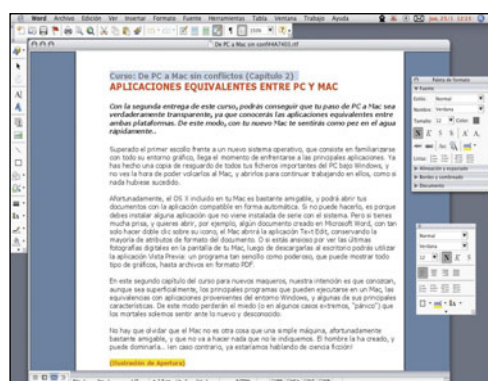 Word Archivo Edición Ver Insertar Formato Fuente Herramientas Tabla Ventana Trabajo Ayuda
De PC a Mac sin
Curso: De PC a Mac sin conflictos (Capítulo 2)
APLICACIONES EQUIVALENTES ENTRE PC Y MAC
Con la segunda entrega de este curso, podrás conseguir que tu paso de PC a Mac sea
verdaderamente transparente, ya que conocerás las aplicaciones equivalentes entre
ambas plataformas. De este modo, con tu nuevo Mac te sentirás como pez en el agua
rápidamente..
Superado el primer escollo frente a un nuevo sistema operativo, que consiste en familiarizarse
con todo su entorno gráfico, llega el momento de enfrentarse a las principales aplicaciones. Ya
has hecho una copia de resguardo de todos tus ficheros importantes del PC bajo Windows, y
no ves la hora de poder volcarlos al Mac, y abrirlos para continuar trabajando en ellos, como si
nada hubiese sucedido.
Afortunadamente, el OS X incluido en tu Mac es bastante amigable, y podrá abrir tus
documentos con la aplicación compatible en forma automática. Si no puede hacerlo, es porque
debes instalar alguna aplicación que no viene instalada de serie con el sistema. Pero si tienes
mucha prisa, y quieres abrir, por ejemplo, algún documento creado en Microsoft Word, con tan
solo hacer doble clic sobre su icono, el Mac abrirá la aplicación Text Edit, conservando la
mayoría de atributos de formato del documento. O si estás ansioso por ver las últimas
fotografías digitales en la pantalla de tu Mac, luego de descargarlas al escritorio podrás utilizar
la aplicación Vista Previa: un programa tan sencillo como poderoso, que puede mostrar todo
tipo de gráficos, hasta archivos en formato PDF.
En este segundo capítulo del curso para nuevos maqueros, nuestra intención es que conozcan,
aunque sea superficialmente, los principales programas que pueden ejecutarse en un Mac, las
equivalencias con aplicaciones provenientes del entorno Windows, y algunas de sus principales
características. De este modo perderán el miedo (o en algunos casos extremos, "pánico") que
los mortales solemos sentir ante lo nuevo y desconocido.
No hay que olvidar que el Mac no es otra cosa que una simple máquina, afortunadamente
bastante amigable, y que no va a hacer nada que no le indiquemos. El hombre la ha creado, y
puede dominarla.. ¡en caso contrario, ya estaríamos hablando de ciencia ficción!
(Ilustración de Apertura)
Paleta de formato
Fuente
Estilo: Normal
Nombre: Verdana
Tamaño: 12 Color:
Listas:
Alineación y espaciado
Bordes y sombreado
Documento
Normal
Verdana
12